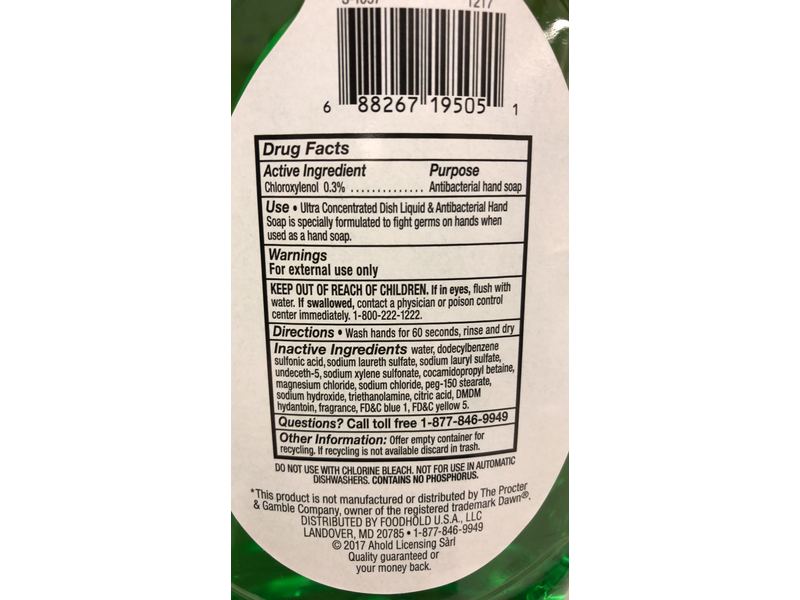 1217
6 88267 19505 1
Drug Facts
Active Ingredient Purpose
Chloroxylenol 0.3% .............. Antibacterial hand soap
Use • Ultra Concentrated Dish Liquid & Antibacterial Hand
Soap is specially formulated to fight germs on hands when
used as a hand soap.
Warnings
For external use only
KEEP OUT OF REACH OF CHILDREN. If in eyes, flush with
water. If swallowed, contact a physician or poison control
center immediately. 1-800-222-1222.
Directions • Wash hands for 60 seconds, rinse and dry
Inactive Ingredients water, dodecylbenzene
sulfonic acid, sodium laureth sulfate, sodium lauryl sulfate,
undeceth-5, sodium xylene sulfonate, cocamidopropyl betaine,
magnesium chloride, sodium chloride, peg-150 stearate,
sodium hydroxide, triethanolamine, citric acid, DMDM
hydantoin, fragrance, FD&C blue 1, FD&C yellow 5.
Questions? Call toll free 1-877-846-9949
Other Information: Offer empty container for
recycling. If recycling is not available discard in trash.
DO NOT USE WITH CHLORINE BLEACH. NOT FOR USE IN AUTOMATIC
DISHWASHERS. CONTAINS NO PHOSPHORUS.
*This product is not manufactured or distributed by The Procter
& Gamble Company, owner of the registered trademark Dawn®.
DISTRIBUTED BY FOODHOLD U.S.A., LLC
LANDOVER, MD 20785 • 1-877-846-9949
© 2017 Ahold Licensing Sàrl
Quality guaranteed or
your money back.